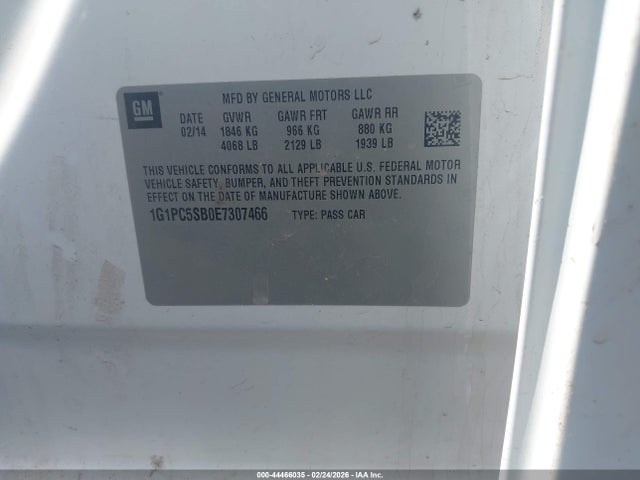 GM
MFD BY GENERAL MOTORS LLC
DATE GVWR GAWR FRT GAWR RR
02/14 1846 KG 966 KG 880 KG
4068 LB 2129 LB 1939 LB
THIS VEHICLE CONFORMS TO ALL APPLICABLE U.S. FEDERAL MOTOR
VEHICLE SAFETY, BUMPER, AND THEFT PREVENTION STANDARDS IN
EFFECT ON THE DATE OF MANUFACTURE SHOWN ABOVE.
1G1PC5SB0E7307466 TYPE: PASS CAR
000-44466035 - 02/24/2026 - IAA Inc.